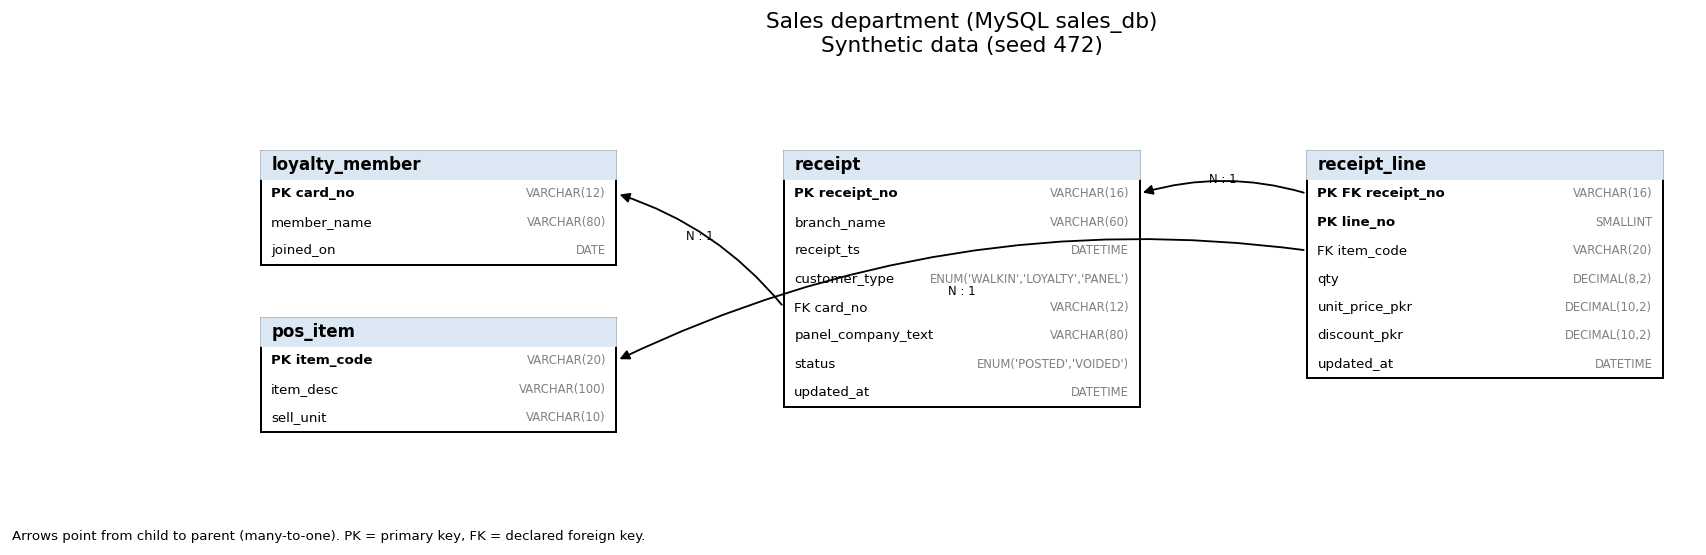 Sales department (MySQL sales_db)
Synthetic data (seed 472)
loyalty_member
PK card_no VARCHAR(12)
member_name VARCHAR(80)
joined_on DATE
pos_item
PK item_code VARCHAR(20)
item_desc VARCHAR(100)
sell_unit VARCHAR(10)
N : 1
receipt
PK receipt_no VARCHAR(16)
branch_name VARCHAR(60)
receipt_ts DATETIME
customer_type ENUM('WALKIN','LOYALTY','PANEL')
N : 1
FK card_no VARCHAR(12)
panel_company_text VARCHAR(80)
status ENUM('POSTED','VOIDED')
updated_at DATETIME
N : 1
receipt_line
PK FK receipt_no VARCHAR(16)
PK line_no SMALLINT
FK item_code VARCHAR(20)
qty DECIMAL(8,2)
unit_price_pkr DECIMAL(10,2)
discount_pkr DECIMAL(10,2)
updated_at DATETIME
Arrows point from child to parent (many-to-one). PK = primary key, FK = declared foreign key.